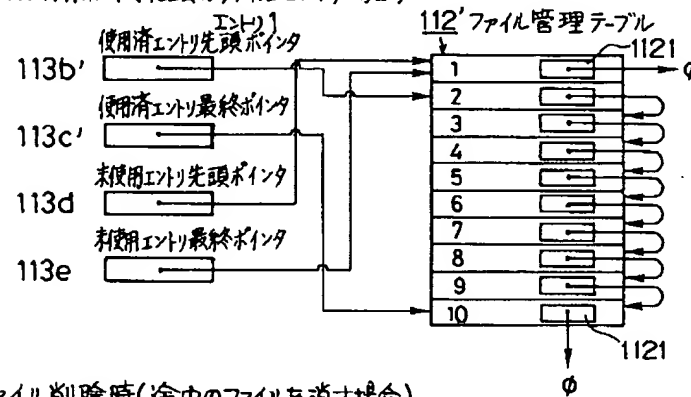 エントリ1
112' ファイル管理テーブル
使用済エントリ先頭ポインタ
1121
113b'
1
φ
2
使用済エントリ最終ポインタ
3
113c'
4
未使用エントリ先頭ポインタ
5
113d
6
7
未使用エントリ最終ポインタ
8
113e
9
10
1121
φ
ファイル削除時(途中のファイルを消す場合)